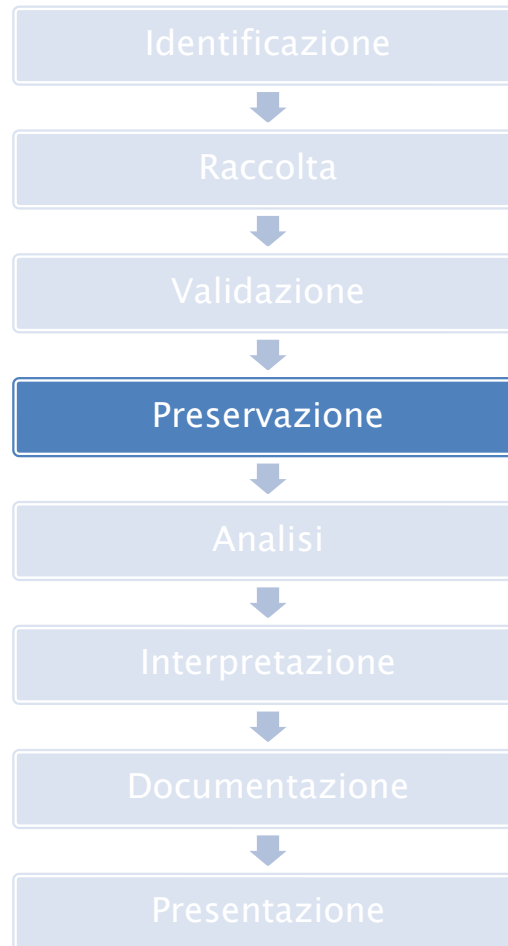 Identificazione
Raccolta
Validazione
Preservazione
Analisi
Interpretazione
Documentazione
Presentazione